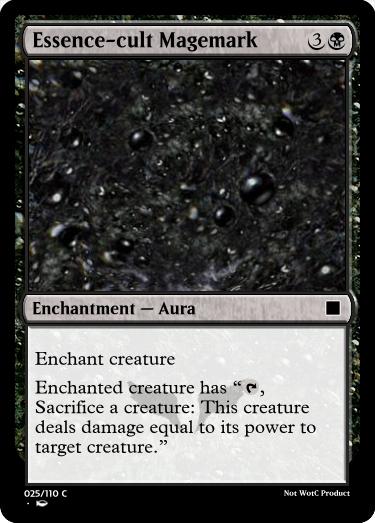 Essence-cult Magemark 3
Enchantment — Aura
Enchant creature
Enchanted creature has “ ,
Sacrifice a creature: This creature
deals damage equal to its power to
target creature.”
025/110 C
Not WotC Product